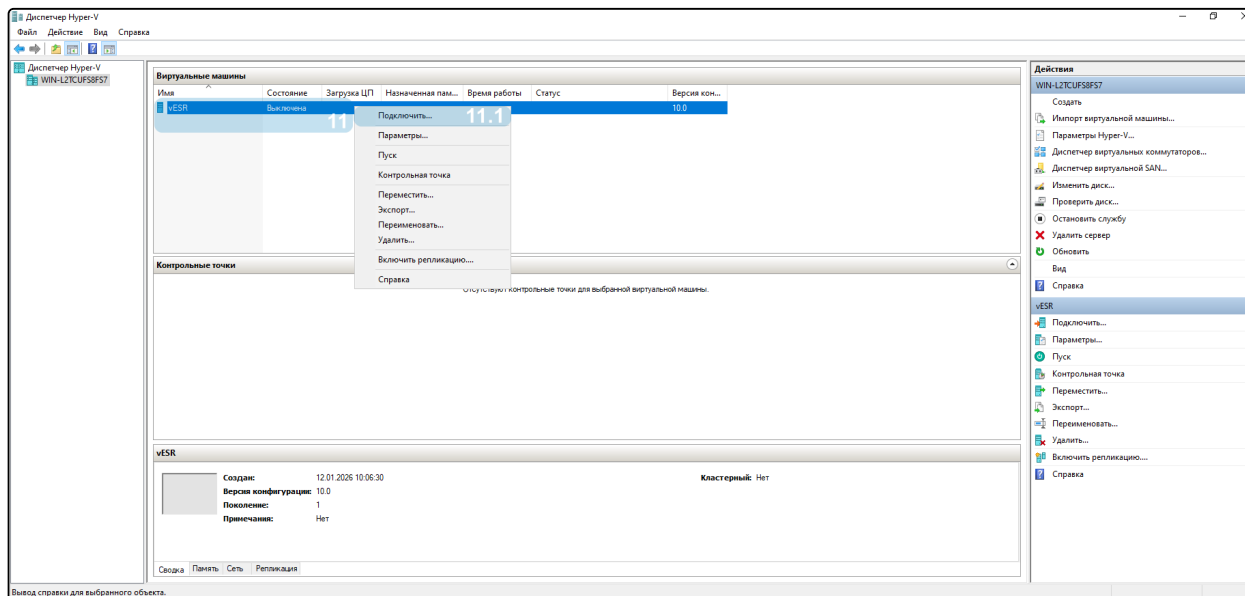 Диспетчер Hyper-V
Файл Действие Вид Справка
Диспетчер Hyper-V
WIN-L2TCUFS8FS7
Виртуальные машины
Имя Состояние Загрузка ЦП Назначенная пам... Время работы Статус Версия кон...
vESR Выключена 10.0
11
11.1
Подключить...
Параметры...
Пуск
Контрольная точка
Переместить...
Экспорт...
Переименовать...
Удалить...
Включить репликацию....
Справка
Контрольные точки
Отсутствуют контрольные точки для выбранной виртуальной машины.
vESR
Создан: 12.01.2026 10:06:30 Кластерный: Нет
Версия конфигурации: 10.0
Поколение: 1
Примечания: Нет
Сводка Память Сеть Репликация
Действия
WIN-L2TCUFS8FS7
Создать
Импорт виртуальной машины...
Параметры Hyper-V...
Диспетчер виртуальных коммутаторов...
Диспетчер виртуальной SAN...
Изменить диск...
Проверить диск...
Остановить службу
Удалить сервер
Обновить
Вид
Справка
vESR
Подключить...
Параметры...
Пуск
Контрольная точка
Переместить...
Экспорт...
Переименовать...
Удалить...
Включить репликацию....
Справка
Вывод справки для выбранного объекта.